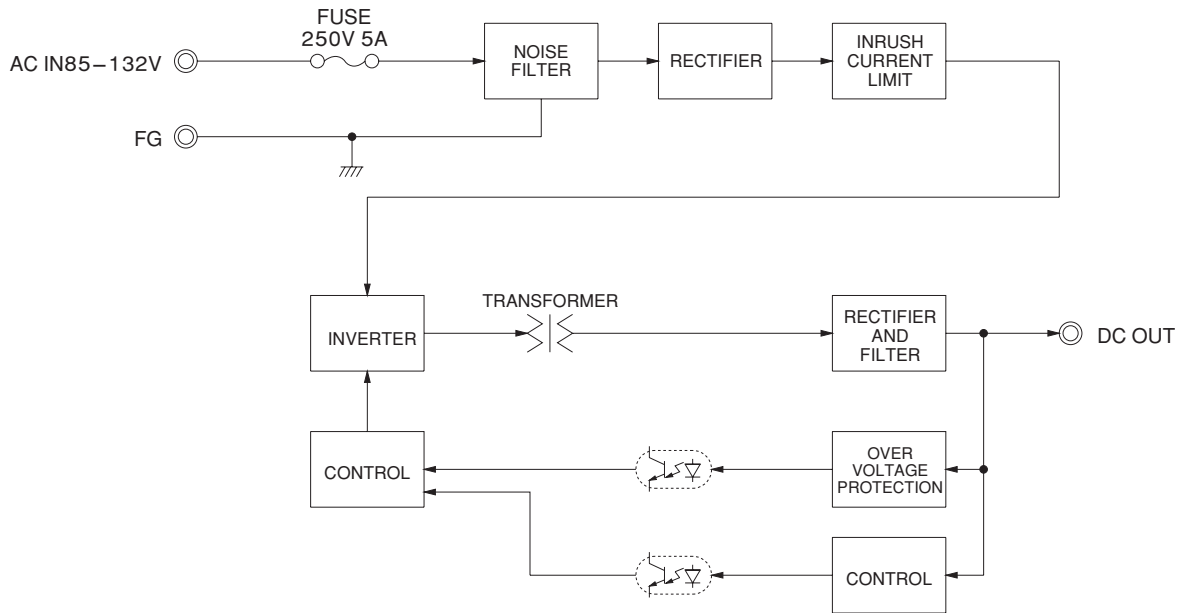 FUSE
250V 5A
AC IN85–132V
NOISE
FILTER
RECTIFIER
INRUSH
CURRENT
LIMIT
FG
TRANSFORMER
INVERTER
RECTIFIER
AND
FILTER
DC OUT
CONTROL
OVER
VOLTAGE
PROTECTION
CONTROL